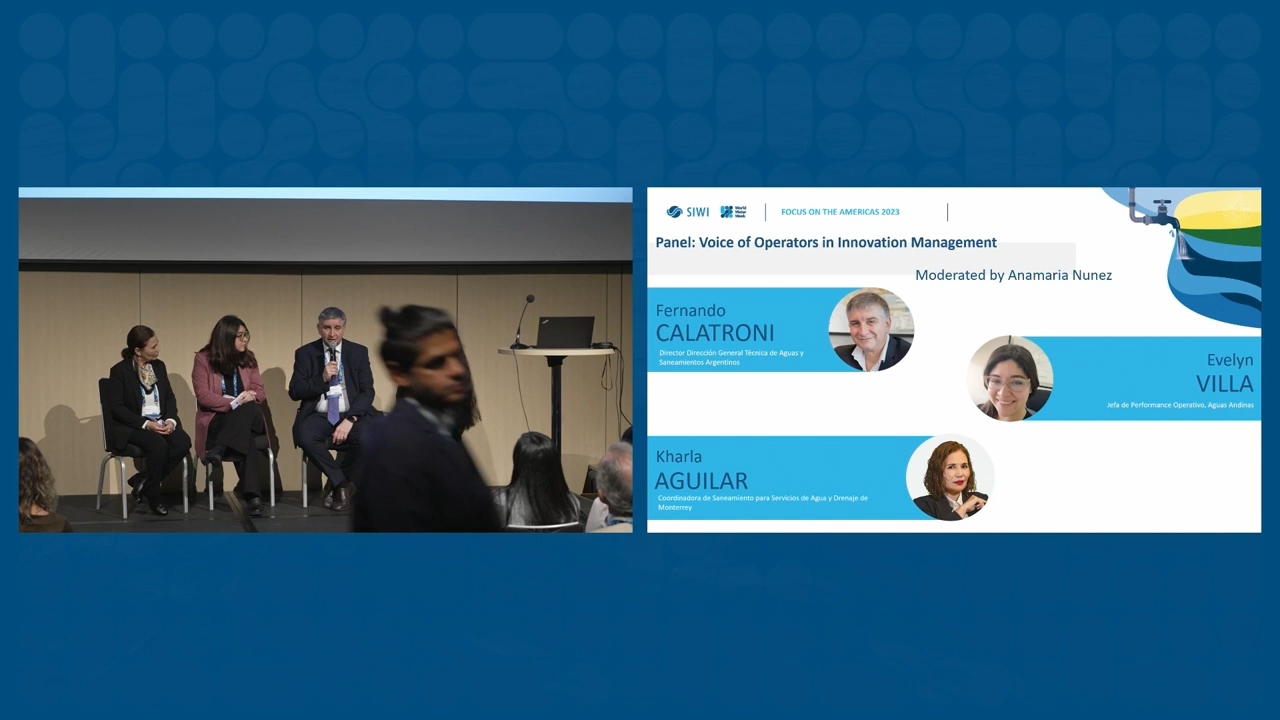 SIWI
World
Water
Week
FOCUS ON THE AMERICAS 2023
Panel: Voice of Operators in Innovation Management
Moderated by Anamaria Nunez
Fernando
CALATRONI
Director Dirección General Técnica de Aguas y
Saneamientos Argentinos
Evelyn
VILLA
Jefa de Performance Operativo, Aguas Andinas
Kharla
AGUILAR
Coordinadora de Saneamiento para Servicios de Agua y Drenaje de
Monterrey